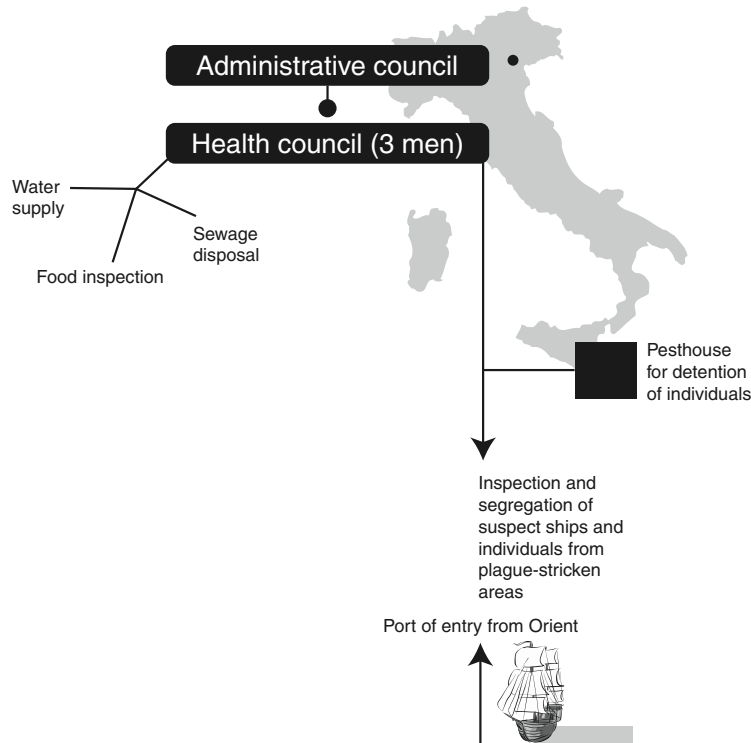 Administrative council
Health council (3 men)
Water
supply
Sewage
disposal
Food inspection
Pesthouse
for detention
of individuals
Inspection and
segregation of
suspect ships and
individuals from
plague-stricken
areas
Port of entry from Orient